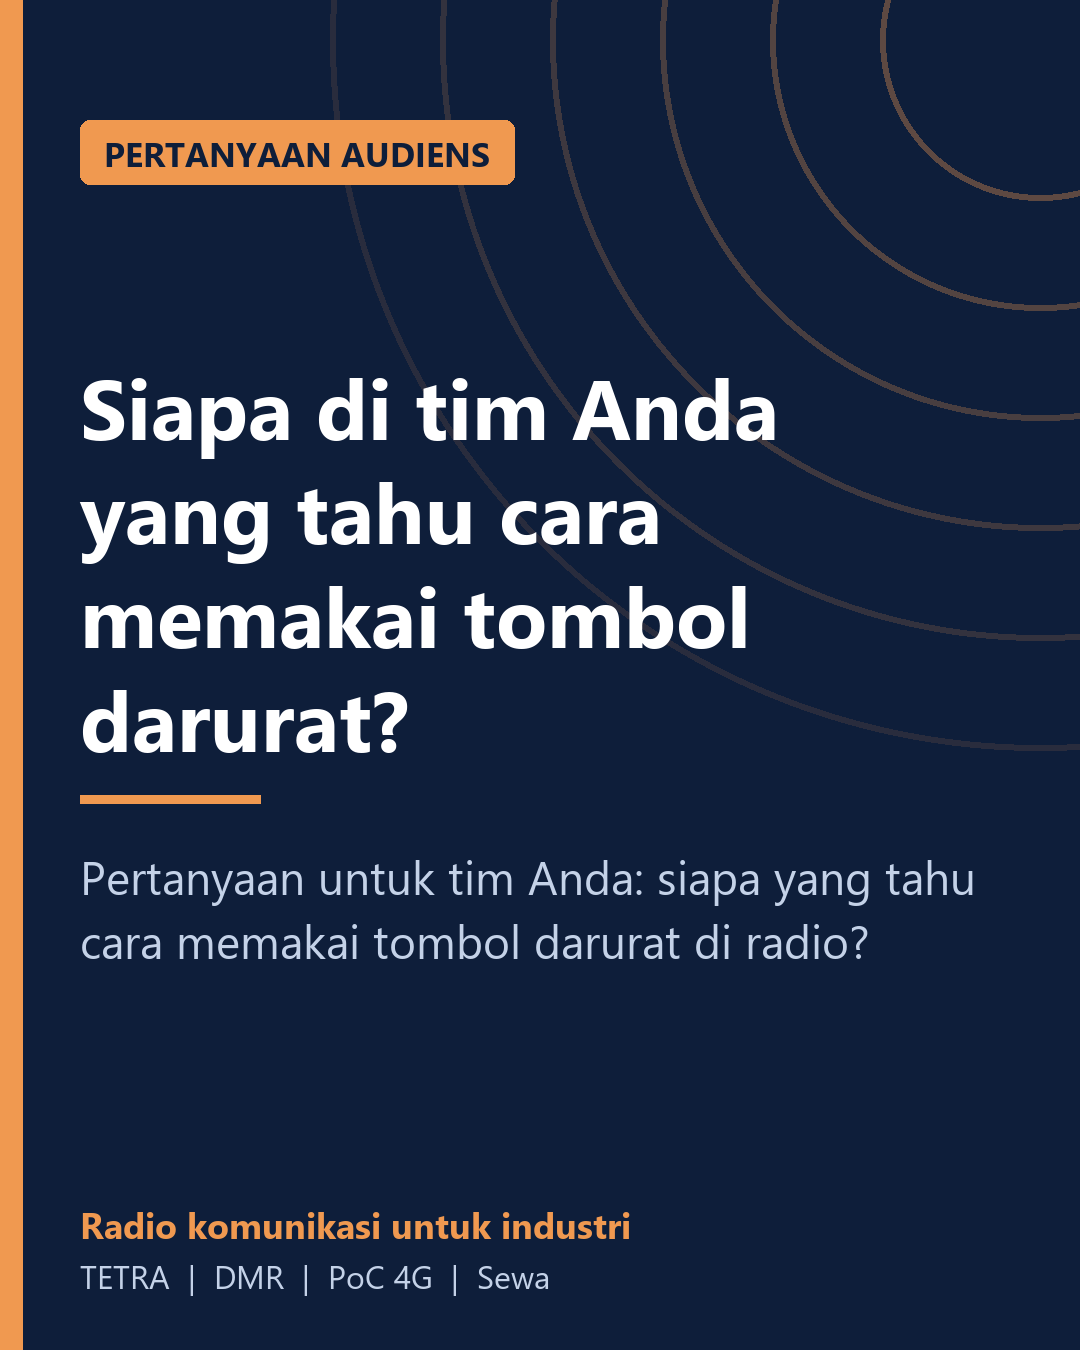 PERTANYAAN AUDIENS
Siapa di tim Anda
yang tahu cara
memakai tombol
darurat?
Pertanyaan untuk tim Anda: siapa yang tahu
cara memakai tombol darurat di radio?
Radio komunikasi untuk industri
TETRA | DMR | PoC 4G | Sewa